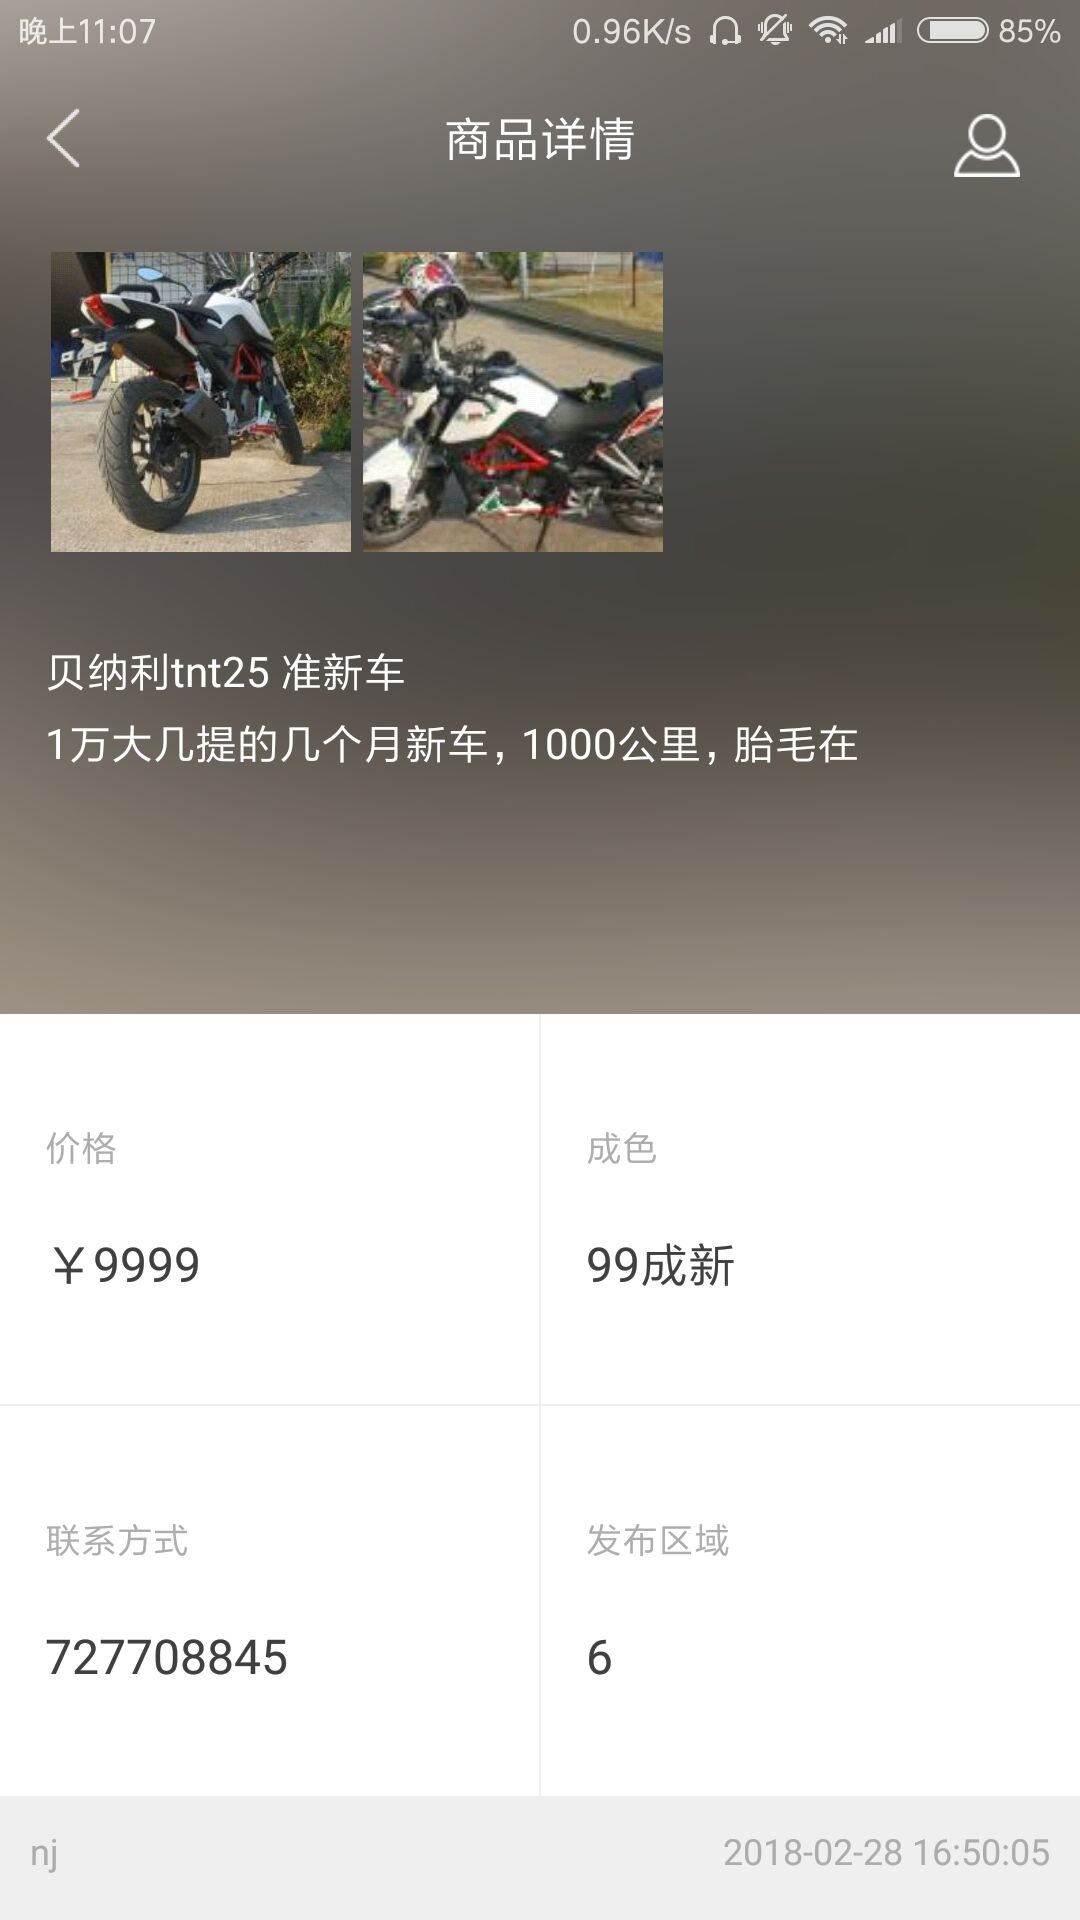 晚上11:07
0.96K/s
85%
商品详情
贝纳利tnt25 准新车
1万大几提的几个月新车，1000公里，胎毛在
价格
成色
￥9999
99成新
联系方式
发布区域
727708845
6
nj
2018-02-28 16:50:05